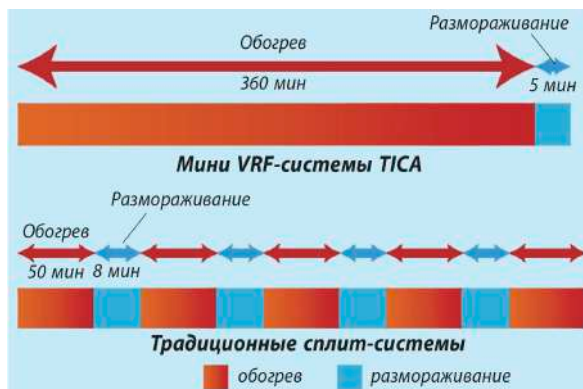 Размораживание
Обогрев
360 мин
5 мин
Мини VRF-системы TICA
Размораживание
Обогрев
50 мин
8 мин
Традиционные сплит-системы
обогрев
размораживание